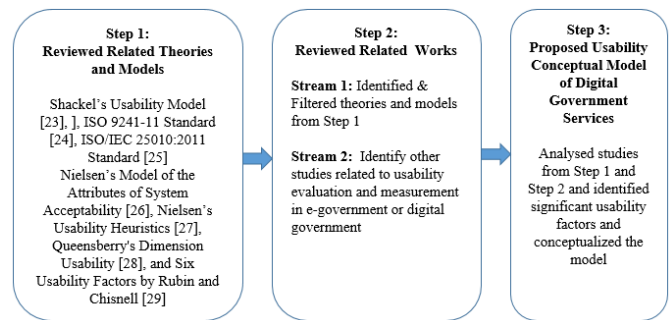 Step 1:
Reviewed Related Theories
and Models
Shackel's Usability Model
[23], ], ISO 9241-11 Standard
[24], ISO/IEC 25010:2011
Standard [25]
Nielsen's Model of the
Attributes of System
Acceptability [26], Nielsen's
Usability Heuristics [27],
Queensberry's Dimension
Usability [28], and Six
Usability Factors by Rubin and
Chisnell [29]
Step 2:
Reviewed Related Works
Stream 1: Identified &
Filtered theories and models
from Step 1
Stream 2: Identify other
studies related to usability
evaluation and measurement
in e-government or digital
government
Step 3:
Proposed Usability
Conceptual Model
of Digital
Government
Services
Analysed studies
from Step 1 and
Step 2 and identified
significant usability
factors and
conceptualized the
model